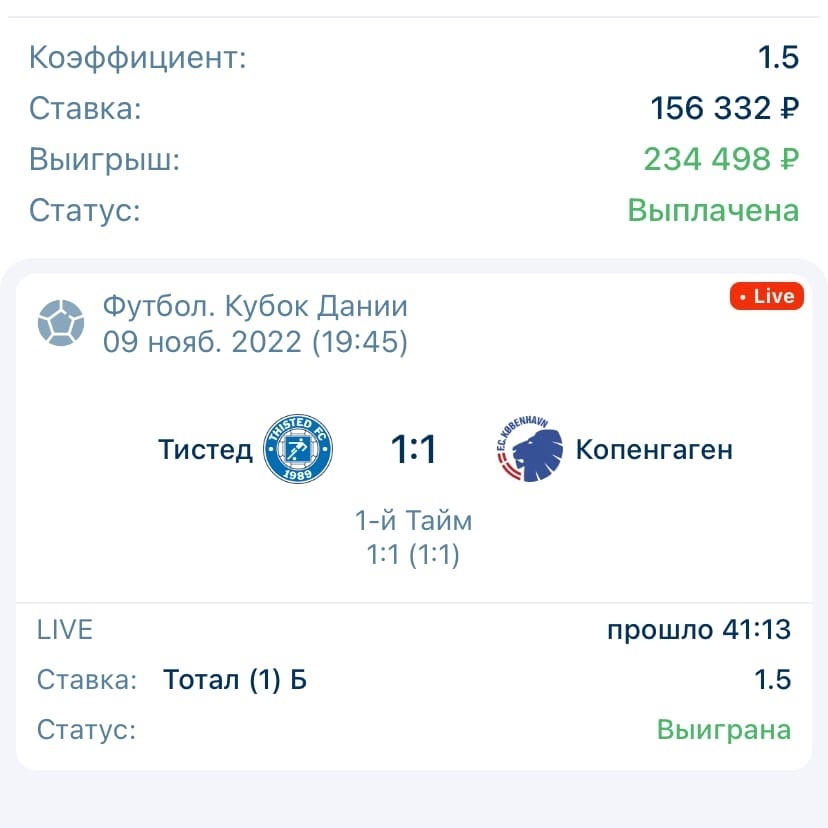 Коэффициент: 1.5
Ставка: 156 332 ₽
Выигрыш: 234 498 ₽
Статус: Выплачена
Футбол. Кубок Дании
• Live
09 нояб. 2022 (19:45)
Тистед THISTED FC 1989 1:1 F.C. KØBENHAVN Копенгаген
1-й Тайм
1:1 (1:1)
LIVE прошло 41:13
Ставка: Тотал (1) Б 1.5
Статус: Выиграна